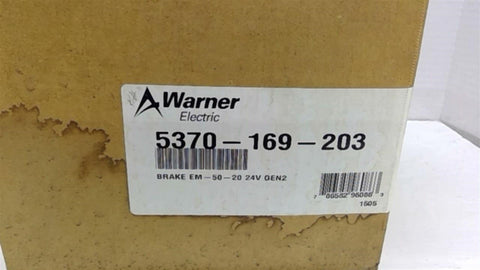 Warner
Electric
5370-169-203
BRAKE EM-50-20 24V GEN2
1505